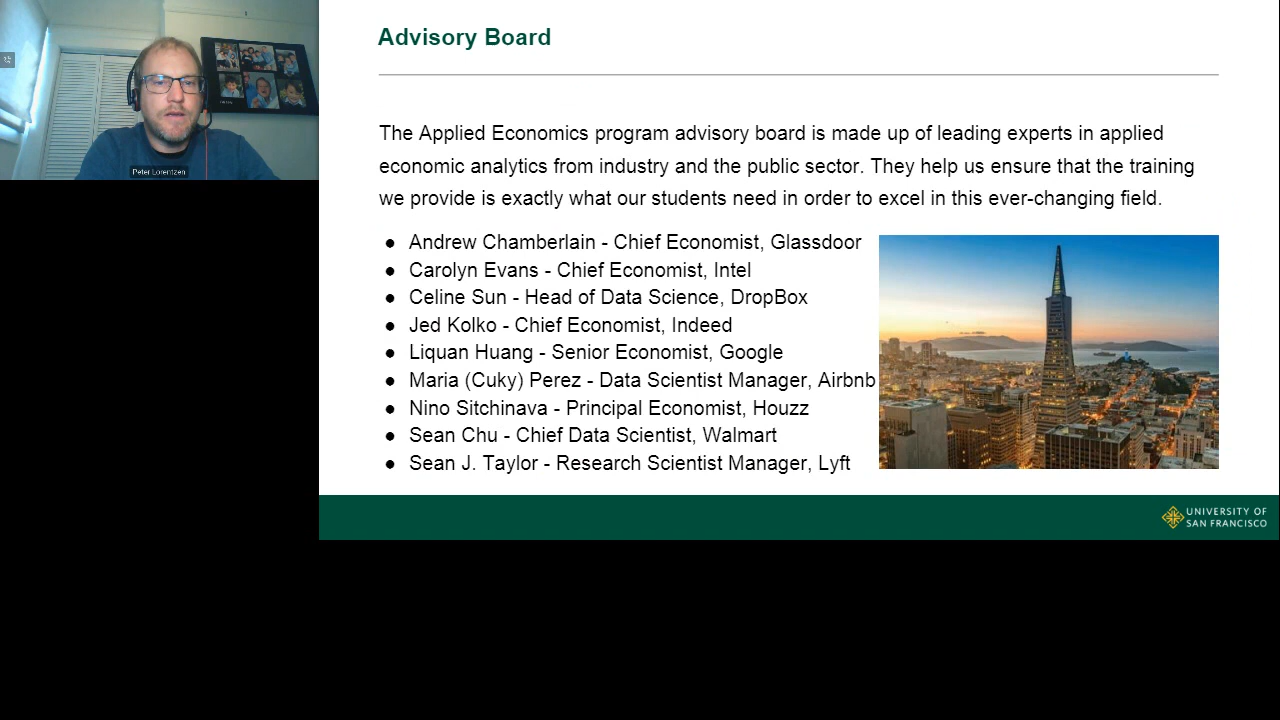 Advisory Board
The Applied Economics program advisory board is made up of leading experts in applied
economic analytics from industry and the public sector. They help us ensure that the training
we provide is exactly what our students need in order to excel in this ever-changing field.
● Andrew Chamberlain - Chief Economist, Glassdoor
● Carolyn Evans - Chief Economist, Intel
● Celine Sun - Head of Data Science, DropBox
● Jed Kolko - Chief Economist, Indeed
● Liquan Huang - Senior Economist, Google
● Maria (Cuky) Perez - Data Scientist Manager, Airbnb
● Nino Sitchinava - Principal Economist, Houzz
● Sean Chu - Chief Data Scientist, Walmart
● Sean J. Taylor - Research Scientist Manager, Lyft
Peter Lorentzen
UNIVERSITY OF
SAN FRANCISCO